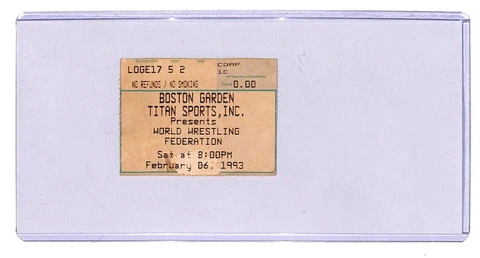 COMP
LOGE17 5 2
1C
NO REFUNDS / NO SMOKING
0.00
BOSTON GARDEN
TITAN SPORTS,INC.
Presents
WORLD WRESTLING
FEDERATION
Sat at 8:00PM
February 06, 1993